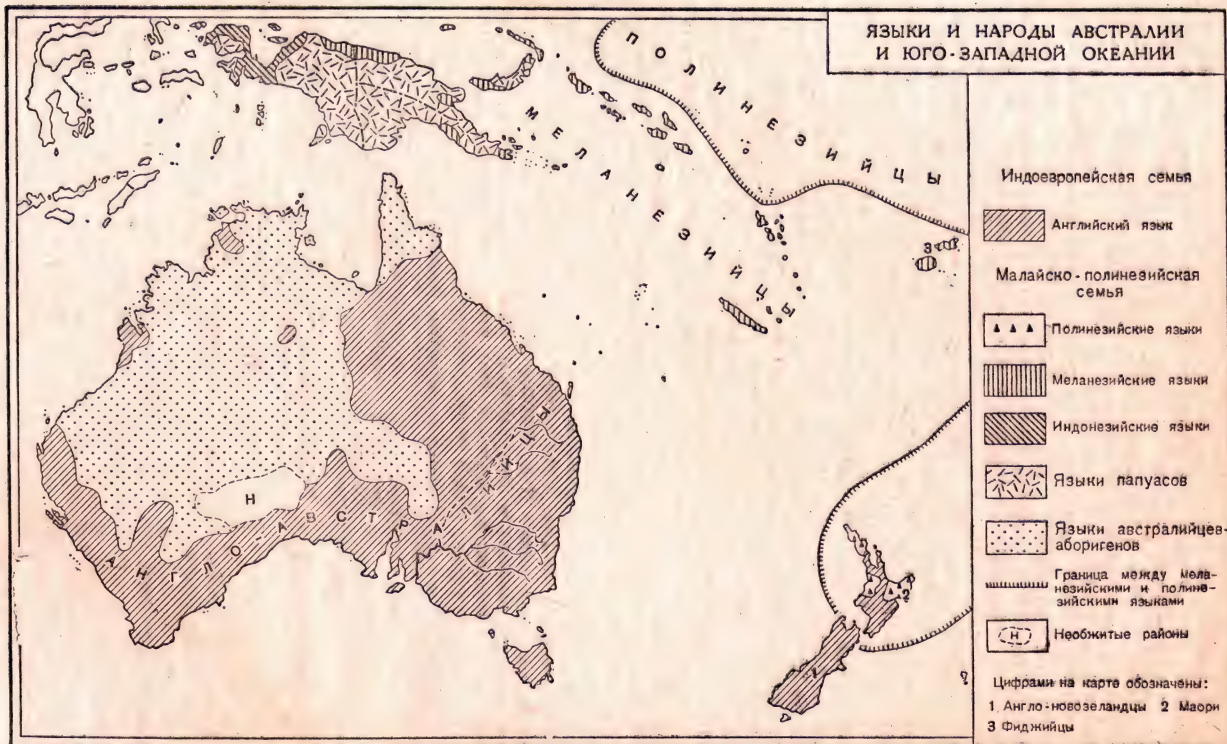 ЯЗЫКИ И НАРОДЫ АВСТРАЛИИ
И ЮГО-ЗАПАДНОЙ ОКЕАНИИ
ПОЛИНЕЗИЙЦЫ
МЕЛАНЕЗИЙЦЫ
3
Н
АНГЛО-АВСТРАЛИЙЦЫ
2
1
Индоевропейская семья
Английский язык
Малайско-полинезийская
семья
Полинезийские языки
Меланезийские языки
Индонезийские языки
Языки папуасов
Языки австралийцев-
аборигенов
Граница между мела-
незийскими и полине-
зийскими языками
Н
Необжитые районы
Цифрами на карте обозначены:
1 Англо-новозеландцы 2 Маори
3 Фиджийцы